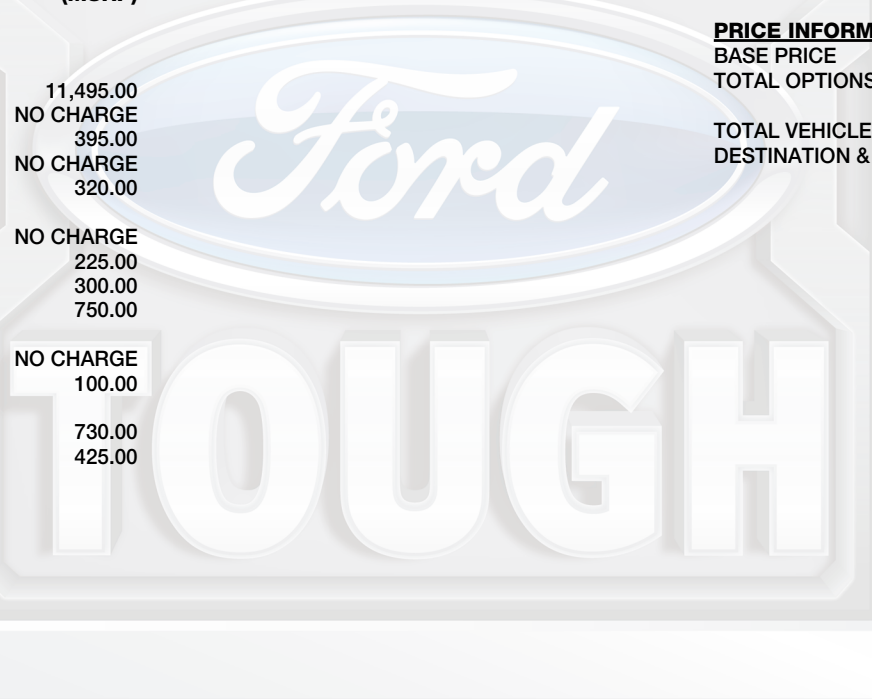 11,495.00
NO CHARGE
395.00
NO CHARGE
320.00
NO CHARGE
225.00
300.00
750.00
NO CHARGE
100.00
730.00
425.00
PRICE INFORM
BASE PRICE
TOTAL OPTIONS
TOTAL VEHICLE
DESTINATION &
Ford
TOUGH